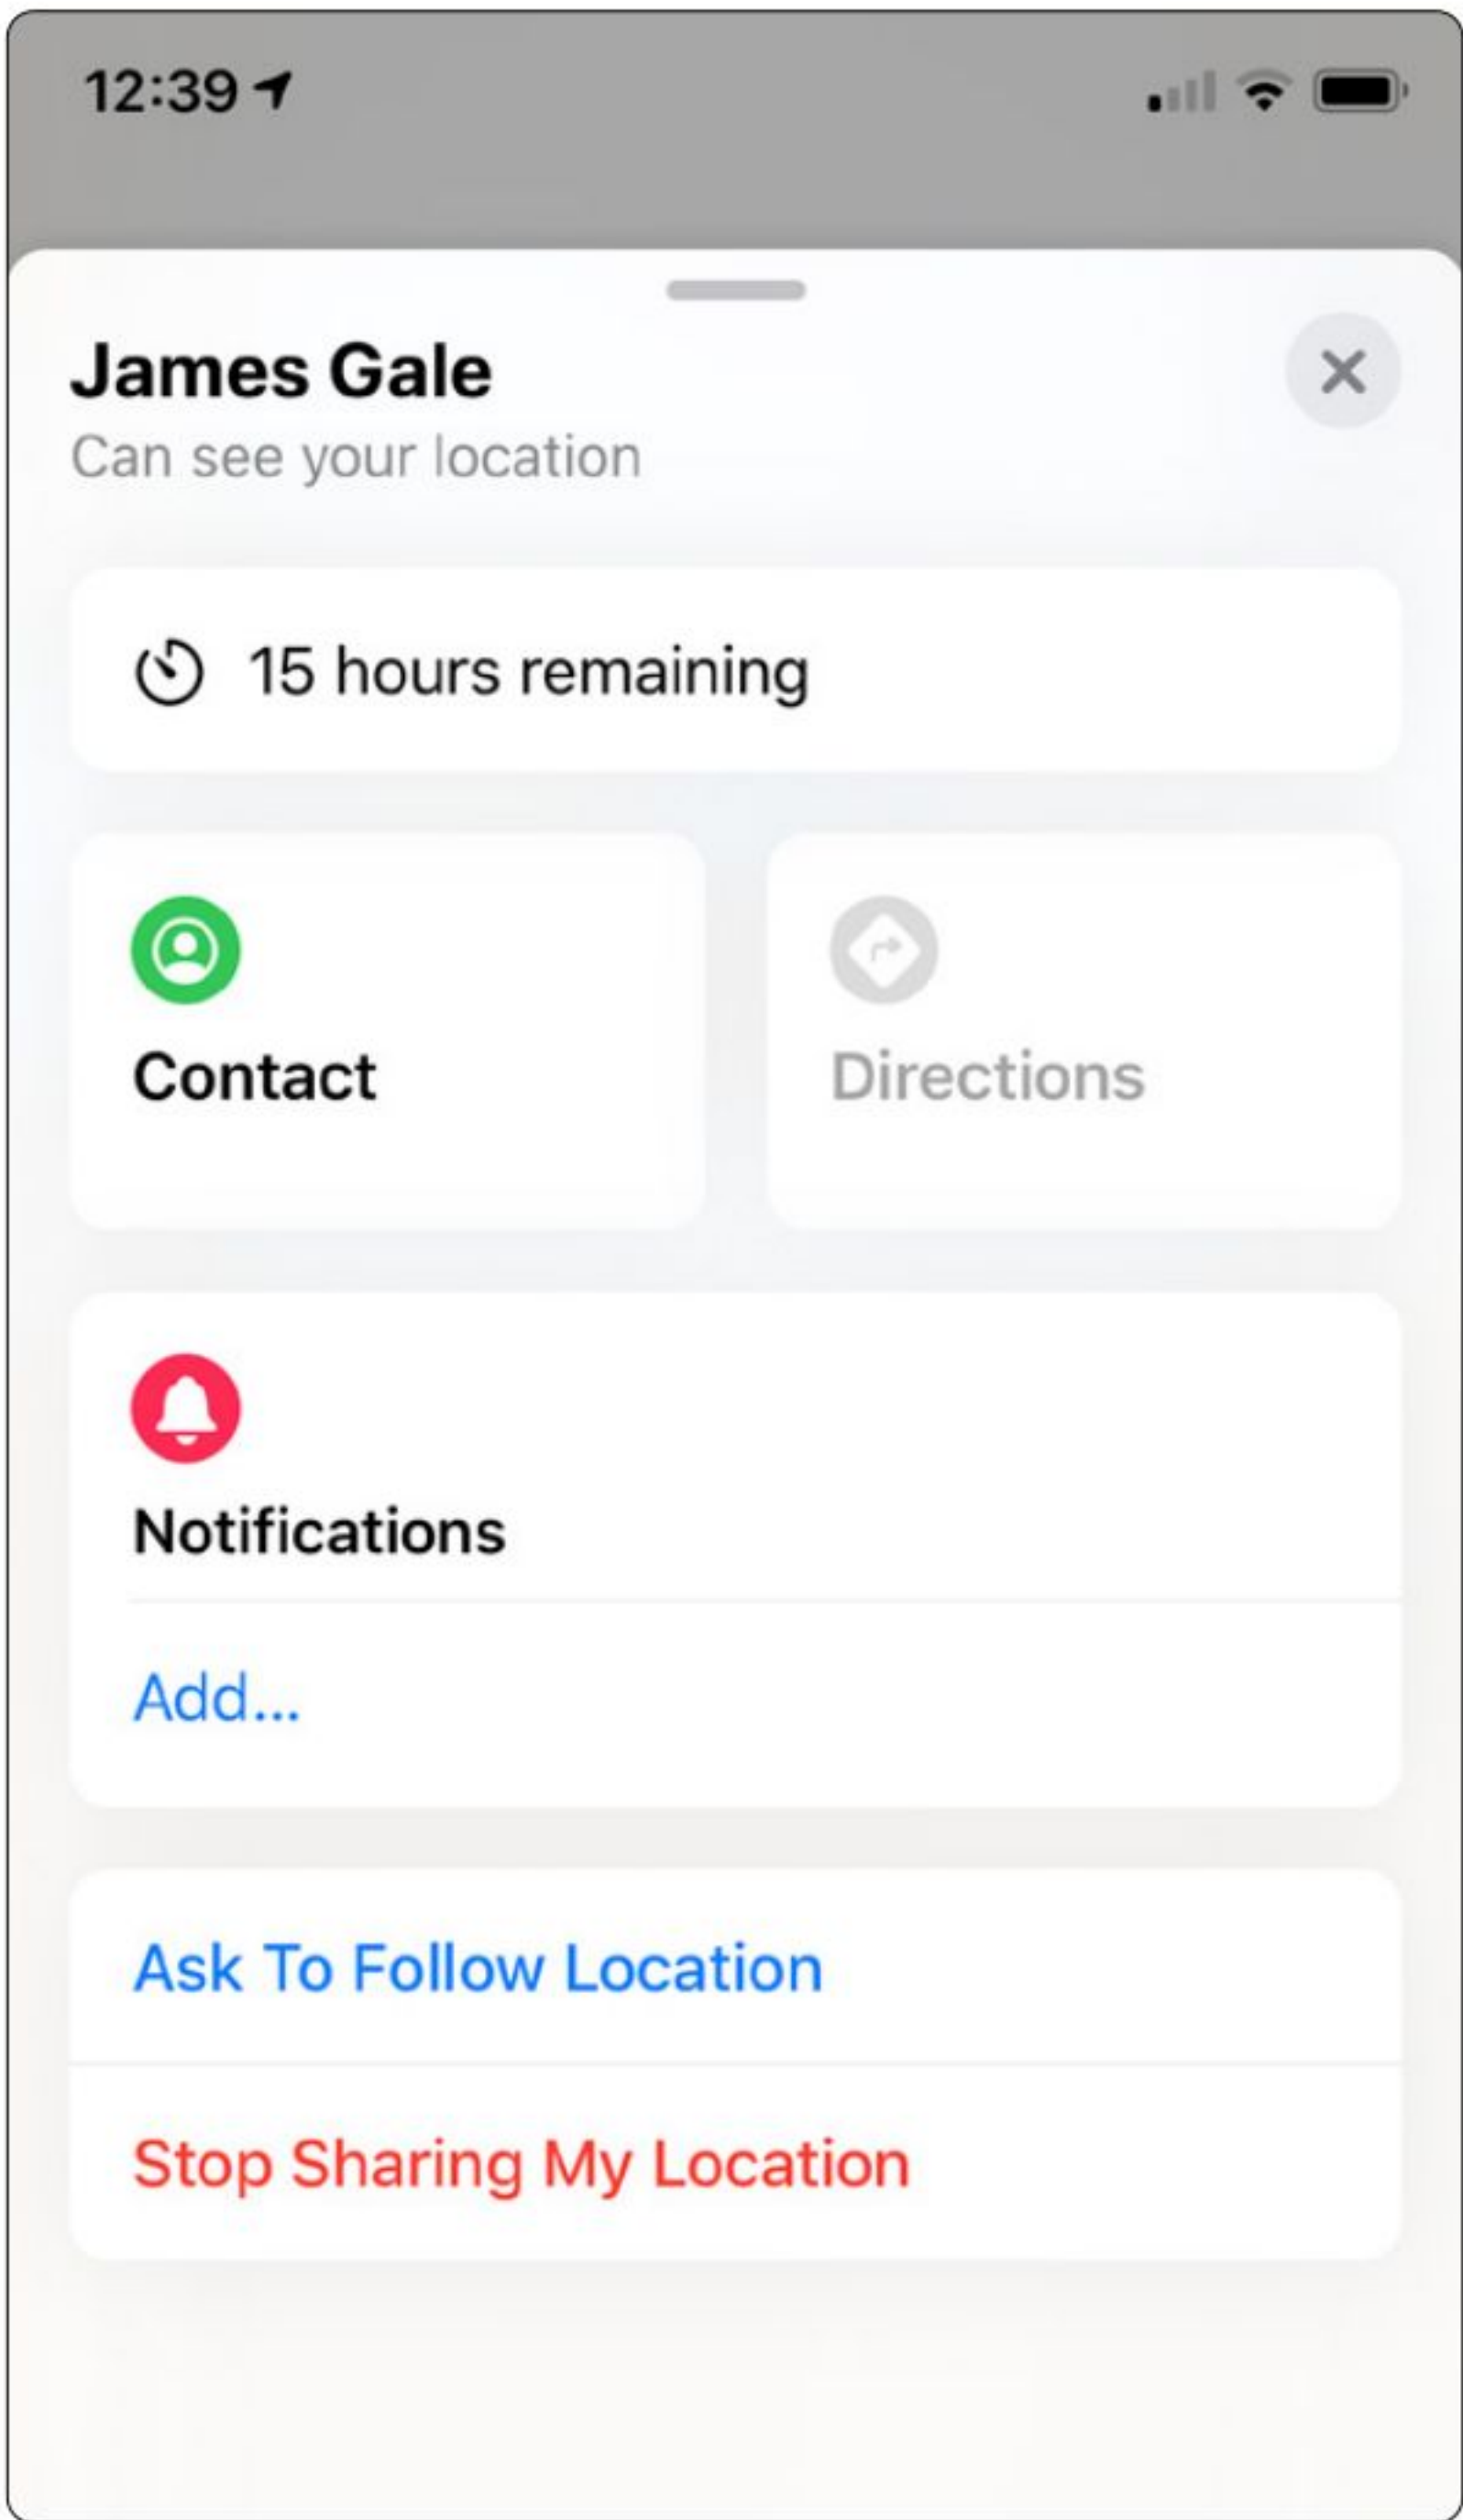 12:39
James Gale
Can see your location
15 hours remaining
Contact
Directions
Notifications
Add...
Ask To Follow Location
Stop Sharing My Location